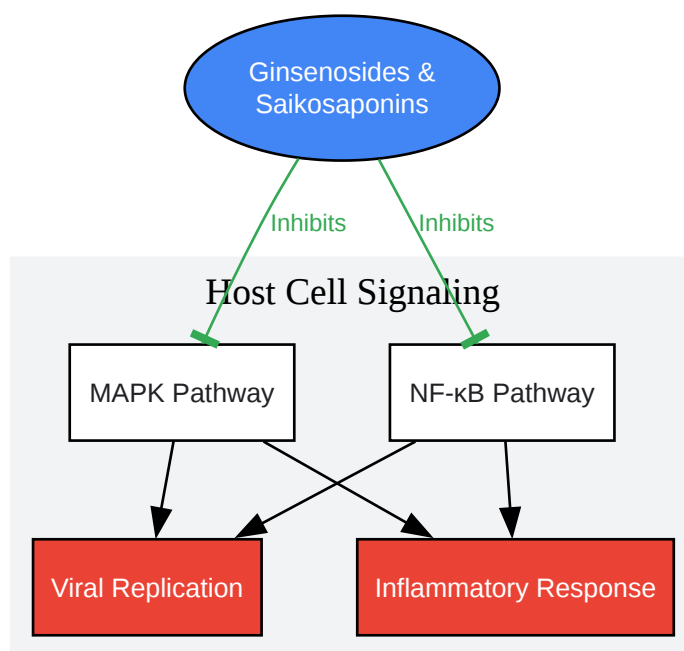 Ginsenosides &
Saikosaponins
Inhibits
Inhibits
Host Cell Signaling
MAPK Pathway
NF-κB Pathway
Viral Replication
Inflammatory Response